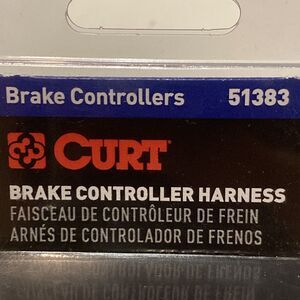 Brake Controllers 51383
CURT
BRAKE CONTROLLER HARNESS
FAISCEAU DE CONTRÔLEUR DE FREIN
ARNÉS DE CONTROLADOR DE FRENOS